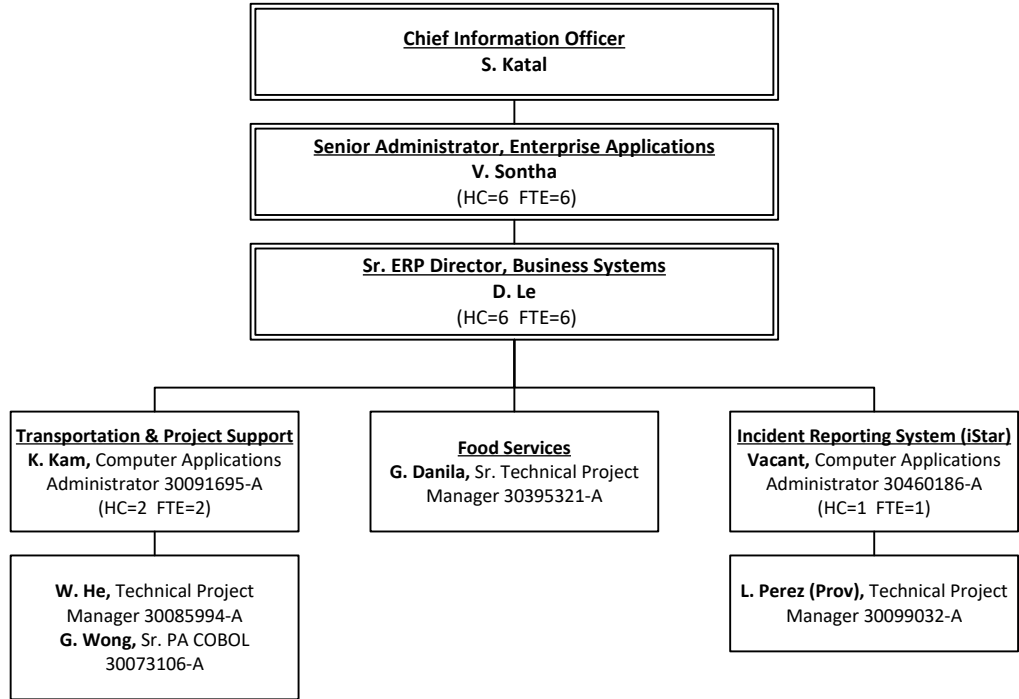 Chief Information Officer
S. Katal
Senior Administrator, Enterprise Applications
V. Sontha
(HC=6 FTE=6)
Sr. ERP Director, Business Systems
D. Le
(HC=6 FTE=6)
Transportation & Project Support
K. Kam, Computer Applications
Administrator 30091695-A
(HC=2 FTE=2)
W. He, Technical Project
Manager 30085994-A
G. Wong, Sr. PA COBOL
30073106-A
Food Services
G. Danila, Sr. Technical Project
Manager 30395321-A
Incident Reporting System (iStar)
Vacant, Computer Applications
Administrator 30460186-A
(HC=1 FTE=1)
L. Perez (Prov), Technical Project
Manager 30099032-A